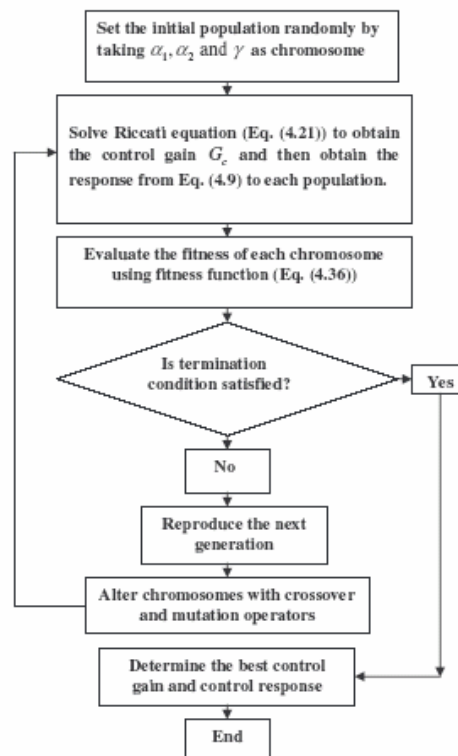 Set the initial population randomly by
taking α₁, α₂ and γ as chromosome
Solve Riccati equation (Eq. (4.21)) to obtain
the control gain G_c and then obtain the
response from Eq. (4.9) to each population.
Evaluate the fitness of each chromosome
using fitness function (Eq. (4.36))
Is termination
condition satisfied?
Yes
No
Reproduce the next
generation
Alter chromosomes with crossover
and mutation operators
Determine the best control
gain and control response
End